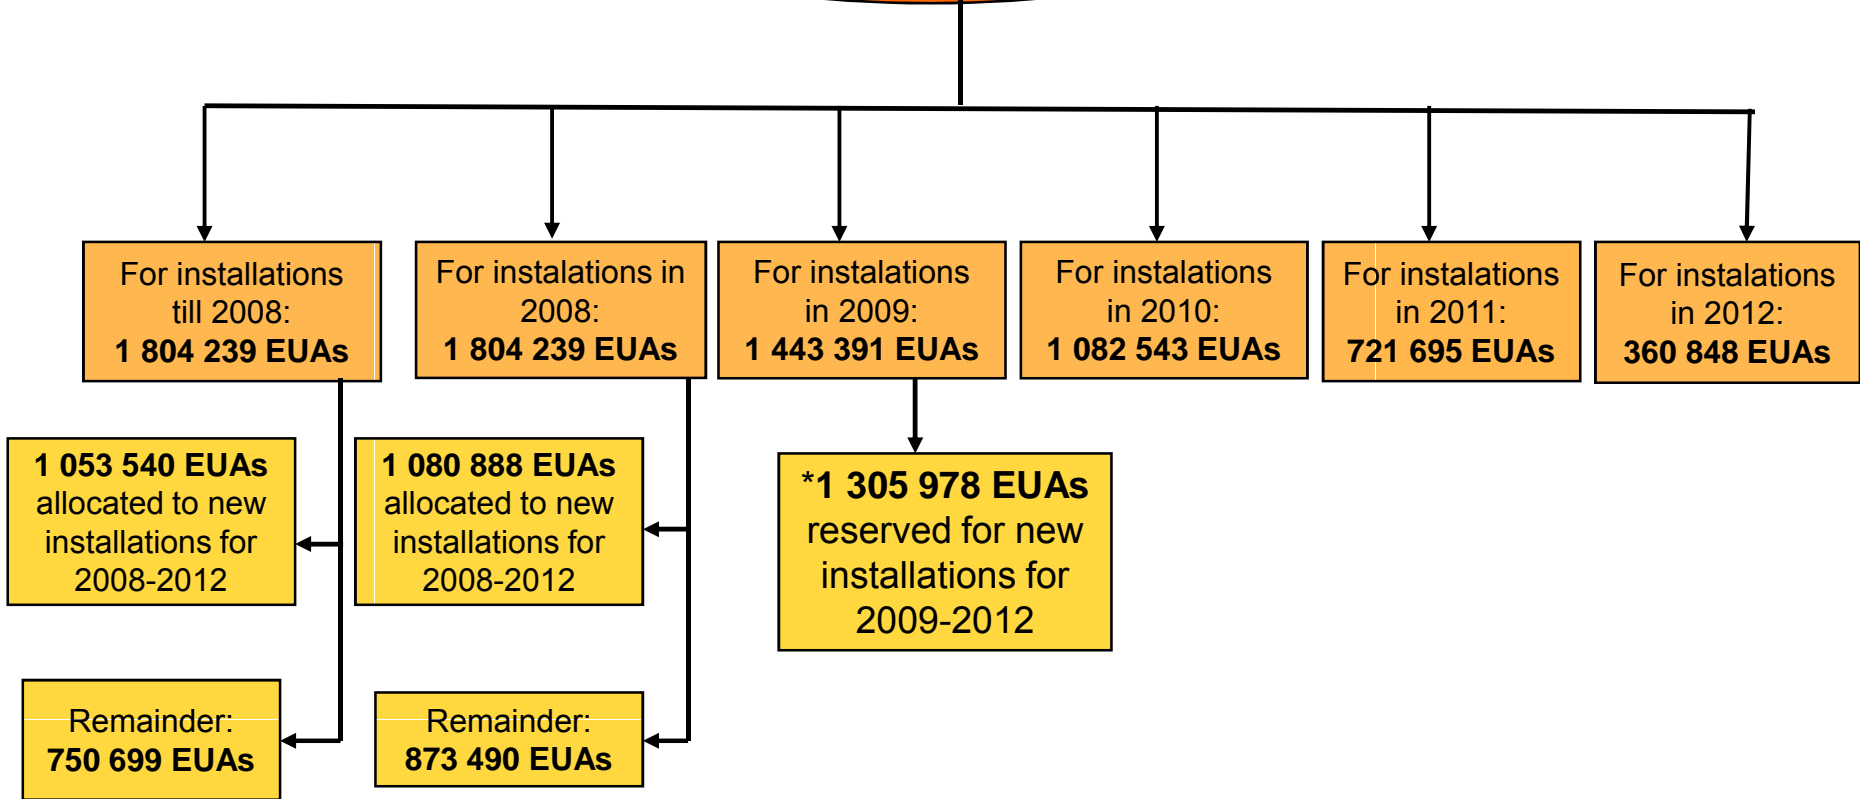 For installations
till 2008:
1 804 239 EUAs
For instalations in
2008:
1 804 239 EUAs
For instalations
in 2009:
1 443 391 EUAs
For instalations
in 2010:
1 082 543 EUAs
For instalations
in 2011:
721 695 EUAs
For instalations
in 2012:
360 848 EUAs
1 053 540 EUAs
allocated to new
installations for
2008-2012
1 080 888 EUAs
allocated to new
installations for
2008-2012
*1 305 978 EUAs
reserved for new
installations for
2009-2012
Remainder:
750 699 EUAs
Remainder:
873 490 EUAs